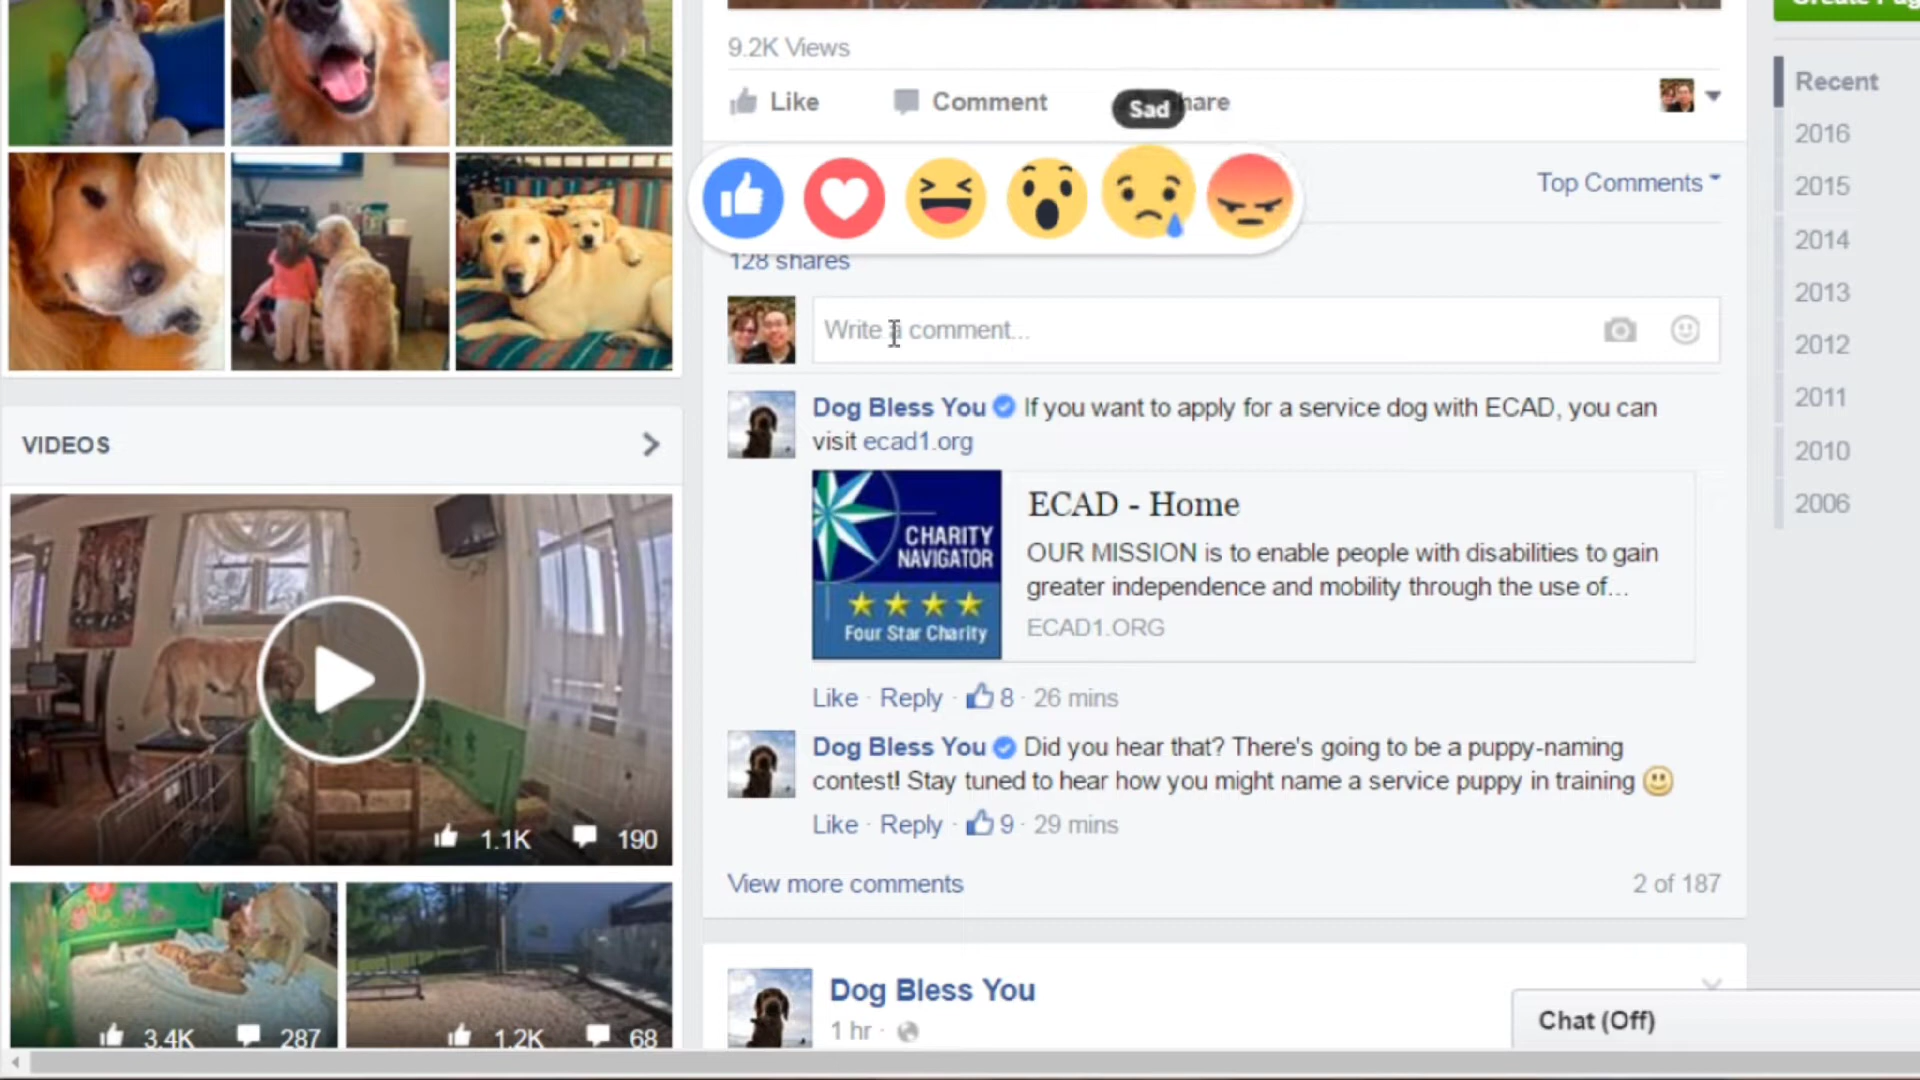 Create Pag
9.2K Views
Like Comment hare
Sad
Top Comments
128 shares
Write a comment...
Dog Bless You If you want to apply for a service dog with ECAD, you can
visit ecad1.org
CHARITY
NAVIGATOR
Four Star Charity
ECAD - Home
OUR MISSION is to enable people with disabilities to gain
greater independence and mobility through the use of...
ECAD1.ORG
Like · Reply · 8 · 26 mins
Dog Bless You Did you hear that? There's going to be a puppy-naming
contest! Stay tuned to hear how you might name a service puppy in training
Like · Reply · 9 · 29 mins
View more comments 2 of 187
Dog Bless You
1 hr ·
VIDEOS
1.1K 190
3.4K 287
1.2K 68
Recent
2016
2015
2014
2013
2012
2011
2010
2006
Chat (Off)